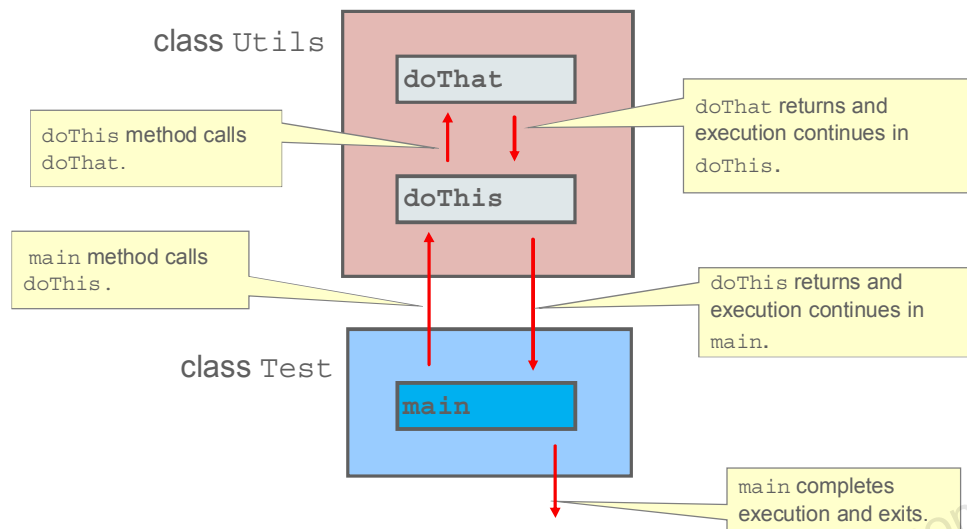 class Utils
doThat
doThis method calls
doThat.
doThat returns and
execution continues in
doThis.
doThis
main method calls
doThis.
doThis returns and
execution continues in
main.
class Test
main
main completes
execution and exits.